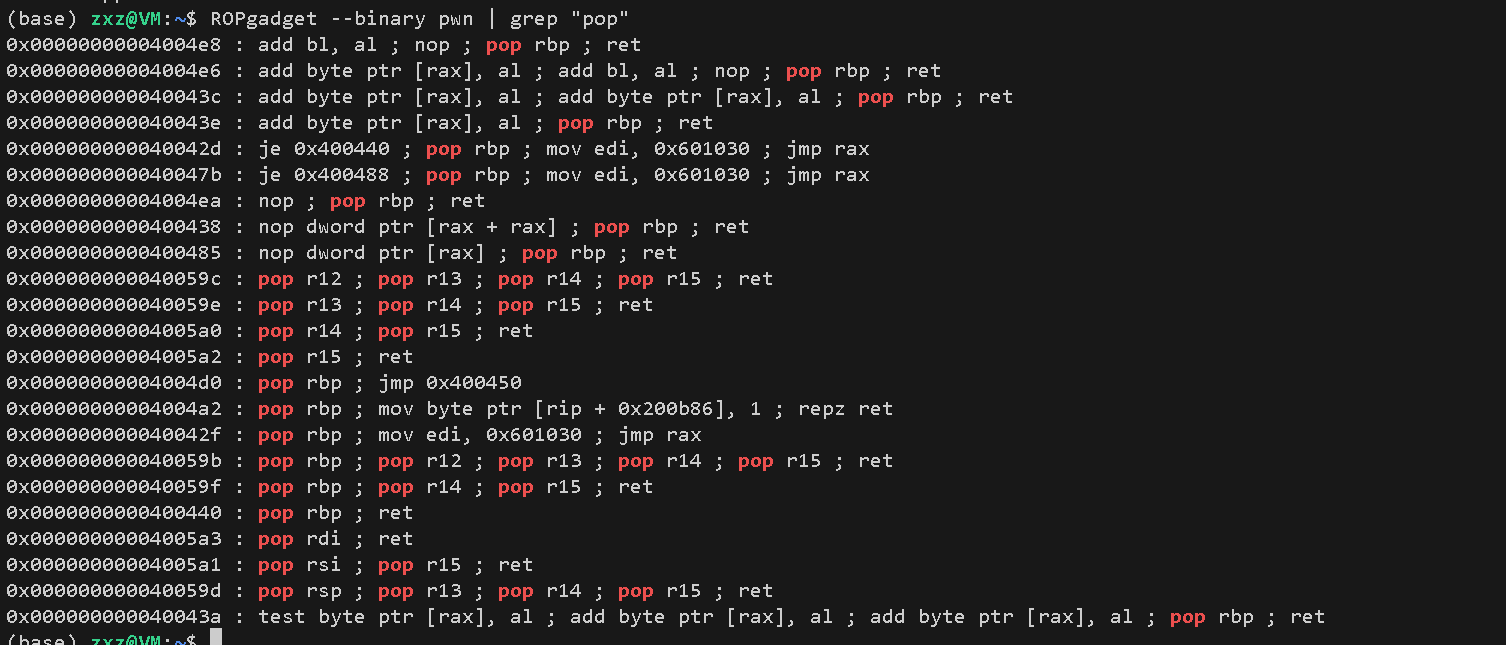 (base) zxz@VM:~$ ROPgadget --binary pwn | grep "pop"
0x00000000004004e8 : add bl, al ; nop ; pop rbp ; ret
0x00000000004004e6 : add byte ptr [rax], al ; add bl, al ; nop ; pop rbp ; ret
0x000000000040043c : add byte ptr [rax], al ; add byte ptr [rax], al ; pop rbp ; ret
0x000000000040043e : add byte ptr [rax], al ; pop rbp ; ret
0x000000000040042d : je 0x400440 ; pop rbp ; mov edi, 0x601030 ; jmp rax
0x000000000040047b : je 0x400488 ; pop rbp ; mov edi, 0x601030 ; jmp rax
0x00000000004004ea : nop ; pop rbp ; ret
0x0000000000400438 : nop dword ptr [rax + rax] ; pop rbp ; ret
0x0000000000400485 : nop dword ptr [rax] ; pop rbp ; ret
0x000000000040059c : pop r12 ; pop r13 ; pop r14 ; pop r15 ; ret
0x000000000040059e : pop r13 ; pop r14 ; pop r15 ; ret
0x00000000004005a0 : pop r14 ; pop r15 ; ret
0x00000000004005a2 : pop r15 ; ret
0x00000000004004d0 : pop rbp ; jmp 0x400450
0x00000000004004a2 : pop rbp ; mov byte ptr [rip + 0x200b86], 1 ; repz ret
0x000000000040042f : pop rbp ; mov edi, 0x601030 ; jmp rax
0x000000000040059b : pop rbp ; pop r12 ; pop r13 ; pop r14 ; pop r15 ; ret
0x000000000040059f : pop rbp ; pop r14 ; pop r15 ; ret
0x0000000000400440 : pop rbp ; ret
0x00000000004005a3 : pop rdi ; ret
0x00000000004005a1 : pop rsi ; pop r15 ; ret
0x000000000040059d : pop rsp ; pop r13 ; pop r14 ; pop r15 ; ret
0x000000000040043a : test byte ptr [rax], al ; add byte ptr [rax], al ; add byte ptr [rax], al ; pop rbp ; ret
(base) zxz@VM:~$